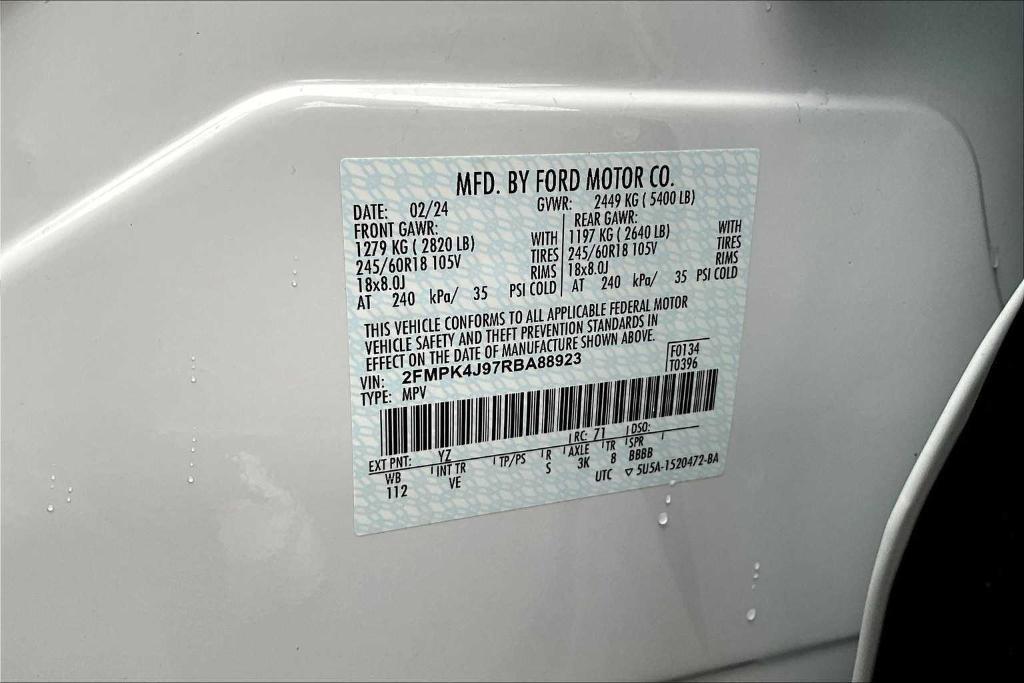 MFD. BY FORD MOTOR CO.
DATE: 02/24 GVWR: 2449 KG ( 5400 LB)
FRONT GAWR: REAR GAWR:
1279 KG ( 2820 LB) WITH 1197 KG ( 2640 LB) WITH
245/60R18 105V TIRES 245/60R18 105V TIRES
18x8.0J RIMS 18x8.0J RIMS
AT 240 kPa/ 35 PSI COLD AT 240 kPa/ 35 PSI COLD
THIS VEHICLE CONFORMS TO ALL APPLICABLE FEDERAL MOTOR
VEHICLE SAFETY AND THEFT PREVENTION STANDARDS IN
EFFECT ON THE DATE OF MANUFACTURE SHOWN ABOVE.
VIN: 2FMPK4J97RBA88923 F0134
TYPE: MPV T0396
EXT PNT: YZ RC: 71 DSO:
WB INT TR TP/PS R AXLE TR SPR
112 VE S 3K 8 BBBB
UTC ▽ 5U5A-1520472-BA